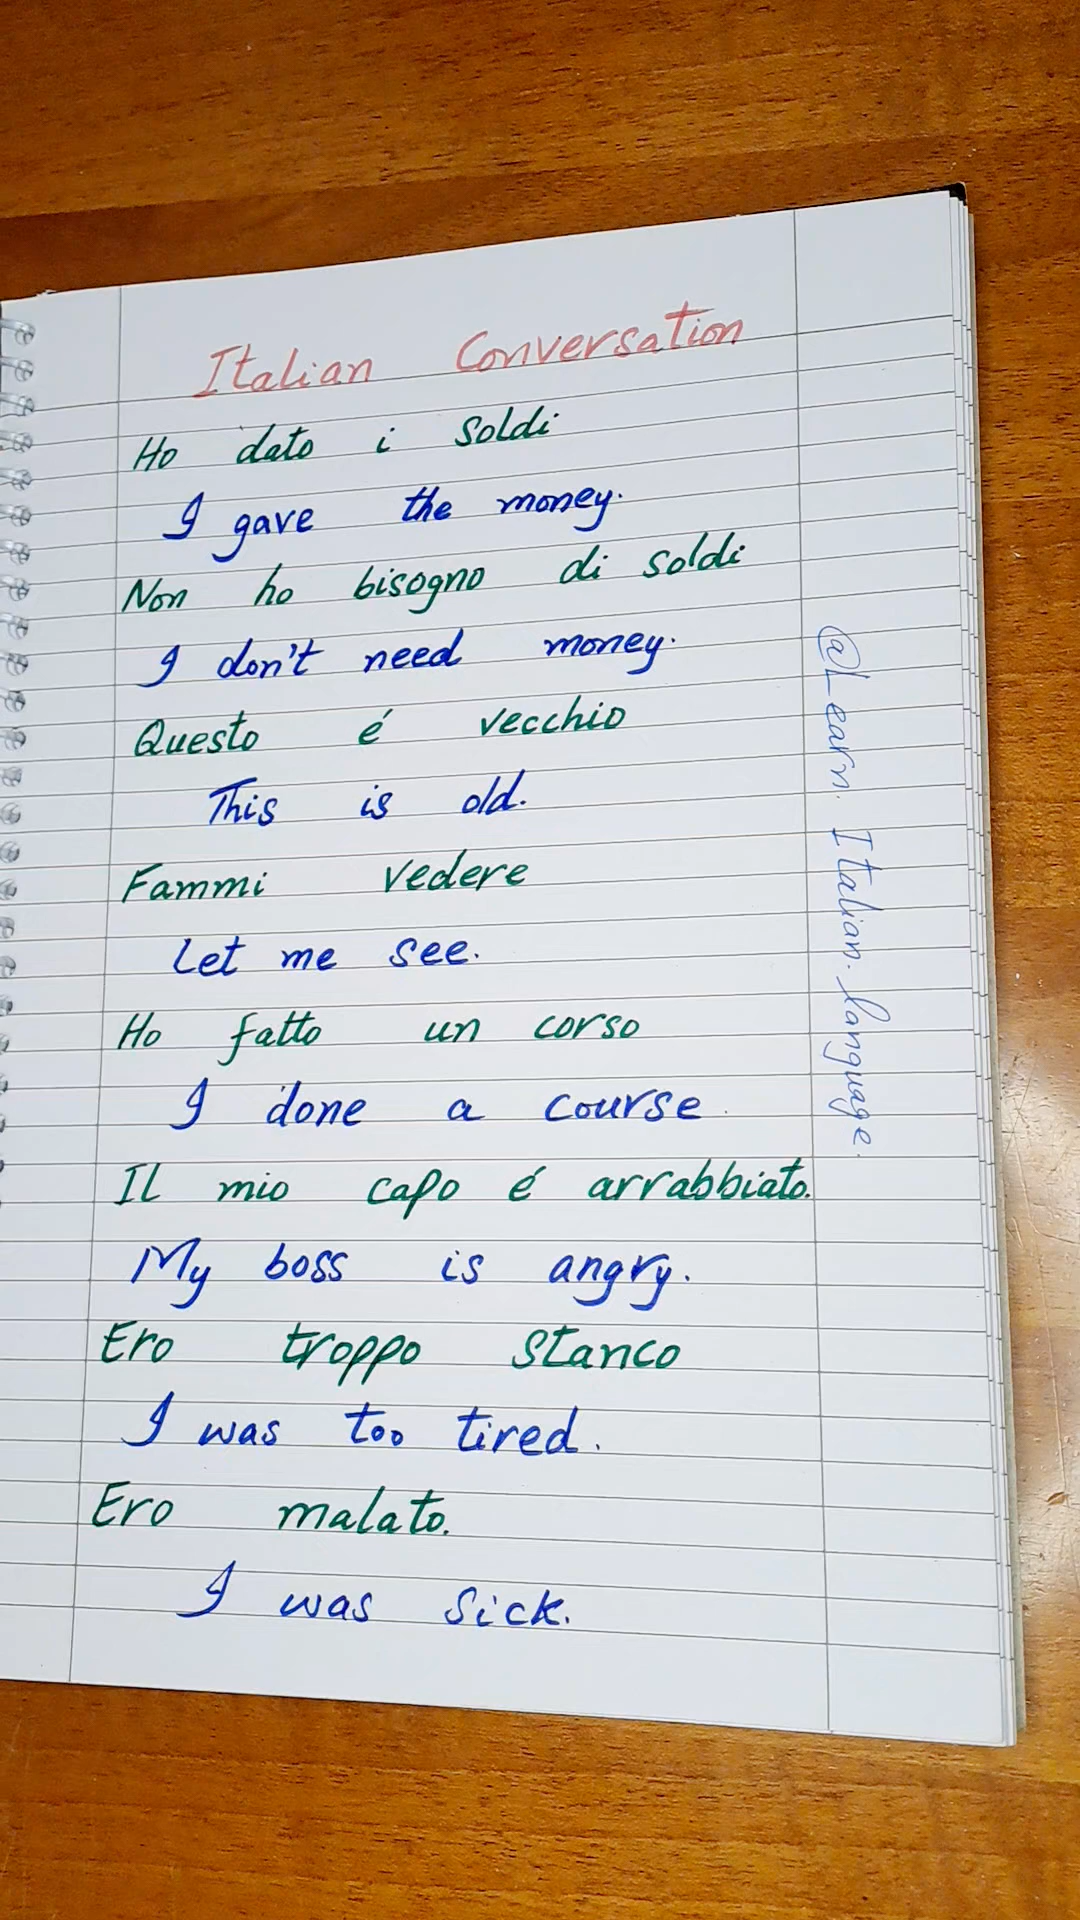 Italian Conversation
Ho dato i soldi
I gave the money.
Non ho bisogno di soldi
I don't need money.
Questo é vecchio
This is old.
Fammi vedere
Let me see.
Ho fatto un corso
I done a course.
Il mio capo é arrabbiato.
My boss is angry.
Ero troppo stanco
I was too tired.
Ero malato.
I was sick.
@Learn.Italian.language.